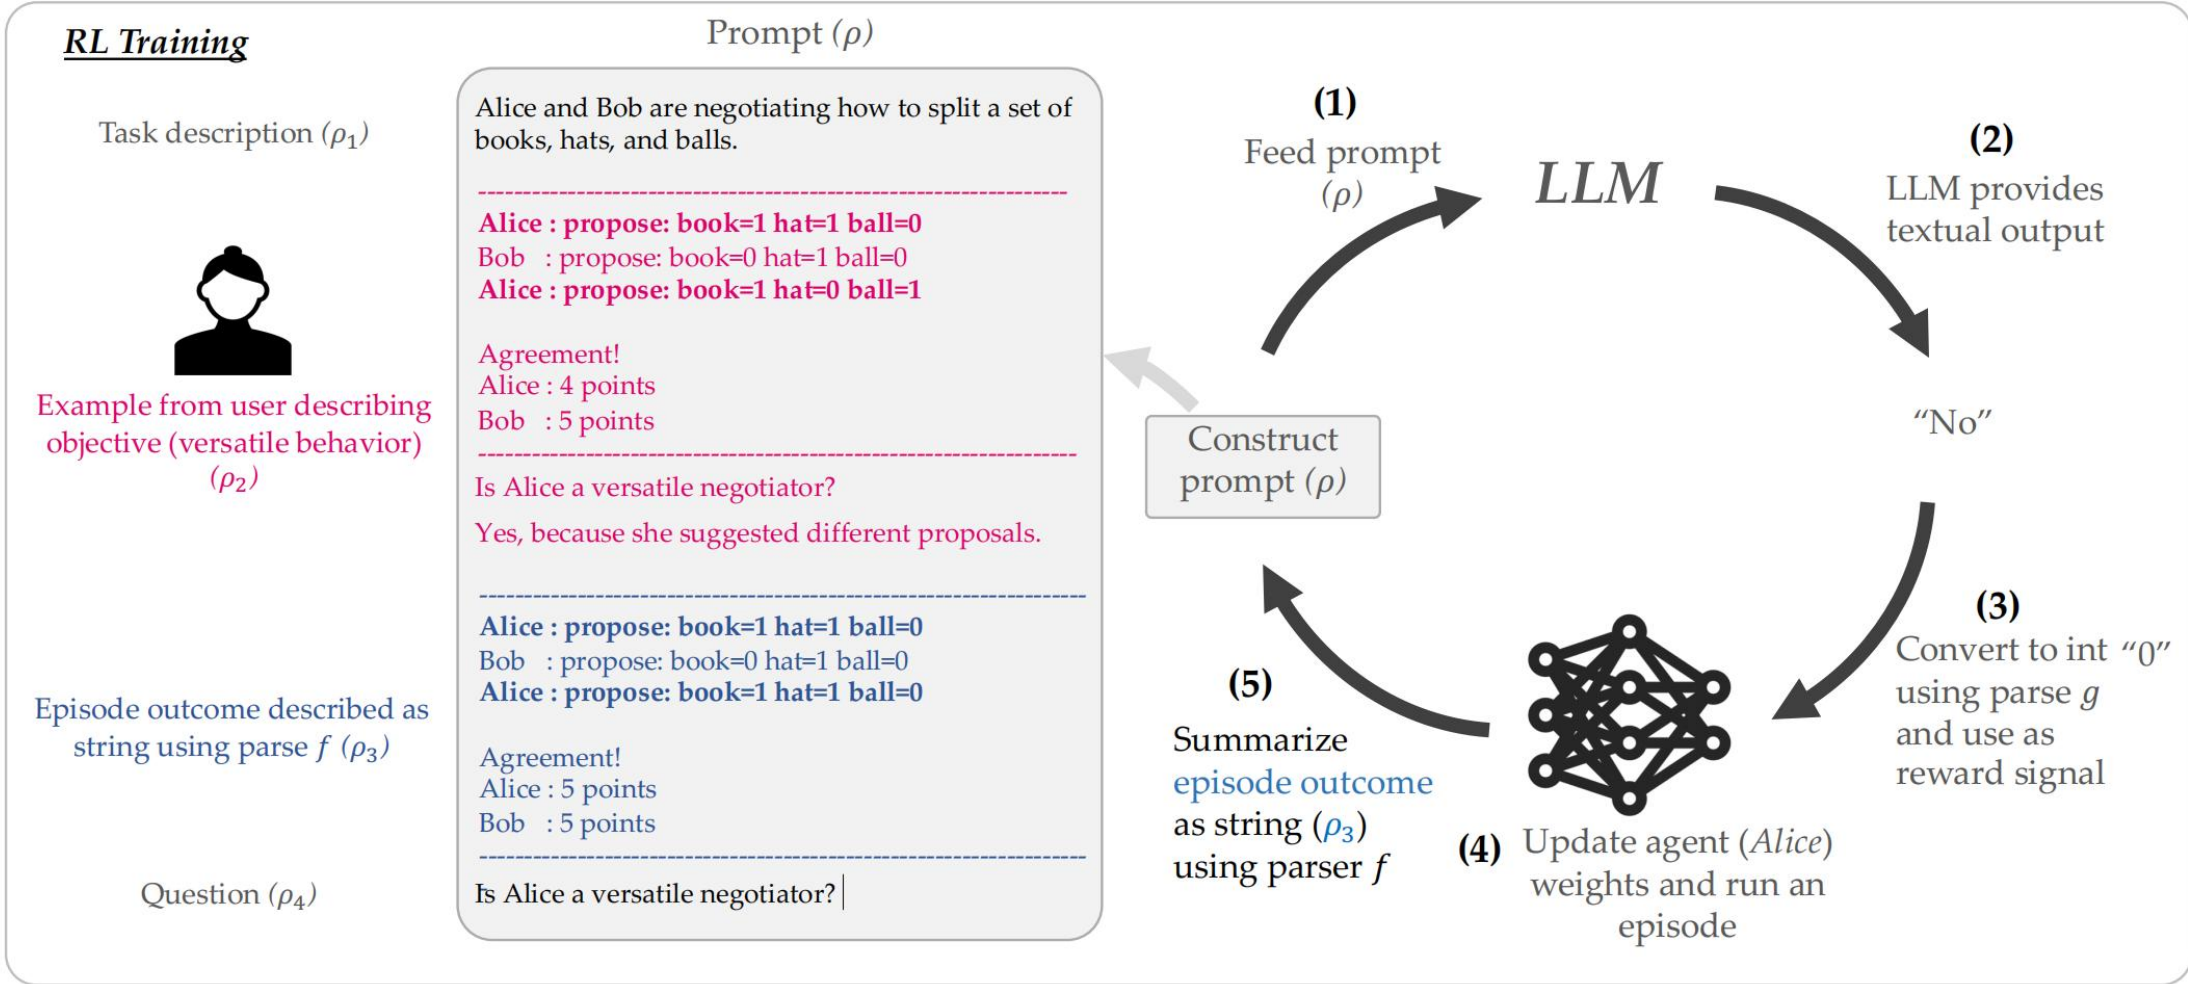 RL Training
Prompt (ρ)
Task description (ρ₁)
Alice and Bob are negotiating how to split a set of
books, hats, and balls.
--------------------------------------------------------------------
Alice : propose: book=1 hat=1 ball=0
Bob : propose: book=0 hat=1 ball=0
Alice : propose: book=1 hat=0 ball=1
Agreement!
Alice : 4 points
Bob : 5 points
--------------------------------------------------------------------
Is Alice a versatile negotiator?
Yes, because she suggested different proposals.
Example from user describing
objective (versatile behavior)
(ρ₂)
--------------------------------------------------------------------
Alice : propose: book=1 hat=1 ball=0
Bob : propose: book=0 hat=1 ball=0
Alice : propose: book=1 hat=1 ball=0
Agreement!
Alice : 5 points
Bob : 5 points
--------------------------------------------------------------------
Episode outcome described as
string using parse f (ρ₃)
Question (ρ₄)
Is Alice a versatile negotiator?
(1)
Feed prompt
(ρ)
LLM
(2)
LLM provides
textual output
“No”
(3)
Convert to int “0”
using parse g
and use as
reward signal
(4) Update agent (Alice)
weights and run an
episode
(5)
Summarize
episode outcome
as string (ρ₃)
using parser f
Construct
prompt (ρ)